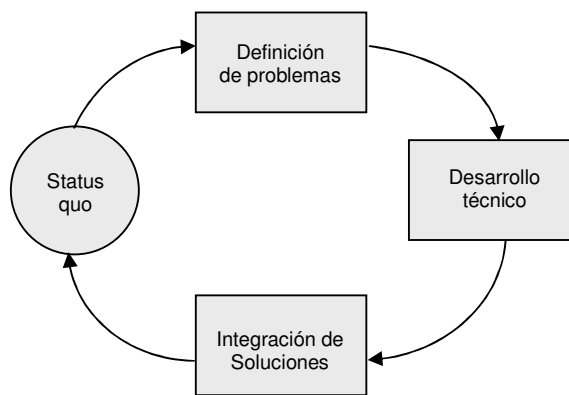 Definición
de problemas
Status
quo
Desarrollo
técnico
Integración de
Soluciones